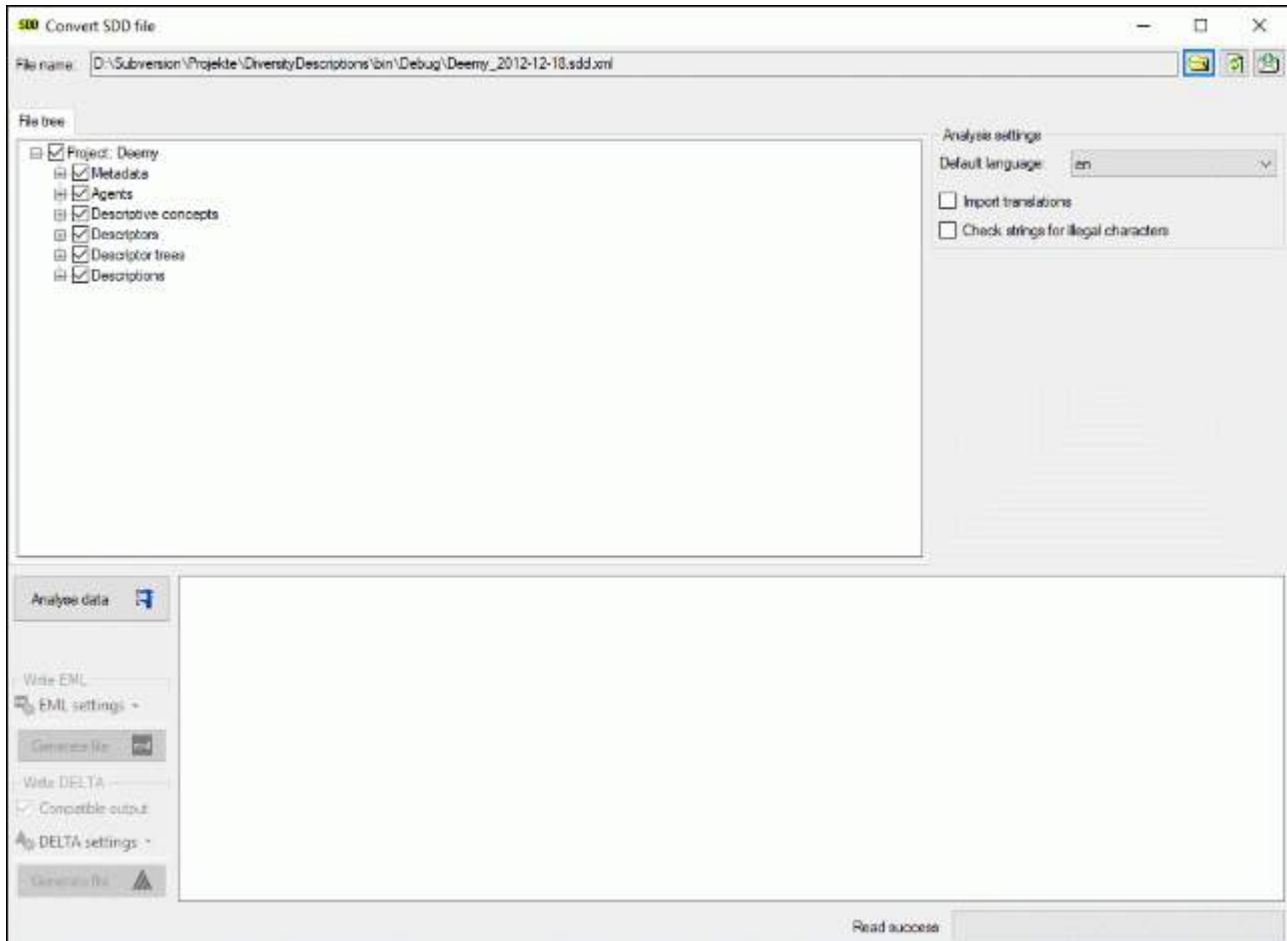 SDD Convert SDD file
File name: D:\Subversion\Projekte\DiversityDescriptions\bin\Debug\Deemy_2012-12-18.sdd.xml
File tree
Project: Deemy
Metadata
Agents
Descriptive concepts
Descriptors
Descriptor trees
Descriptions
Analysis settings
Default language: en
Import translations
Check strings for illegal characters
Analyse data
Write EML
EML settings
Generate file
Write DELTA
Compatible output
DELTA settings
Generate file
Read success